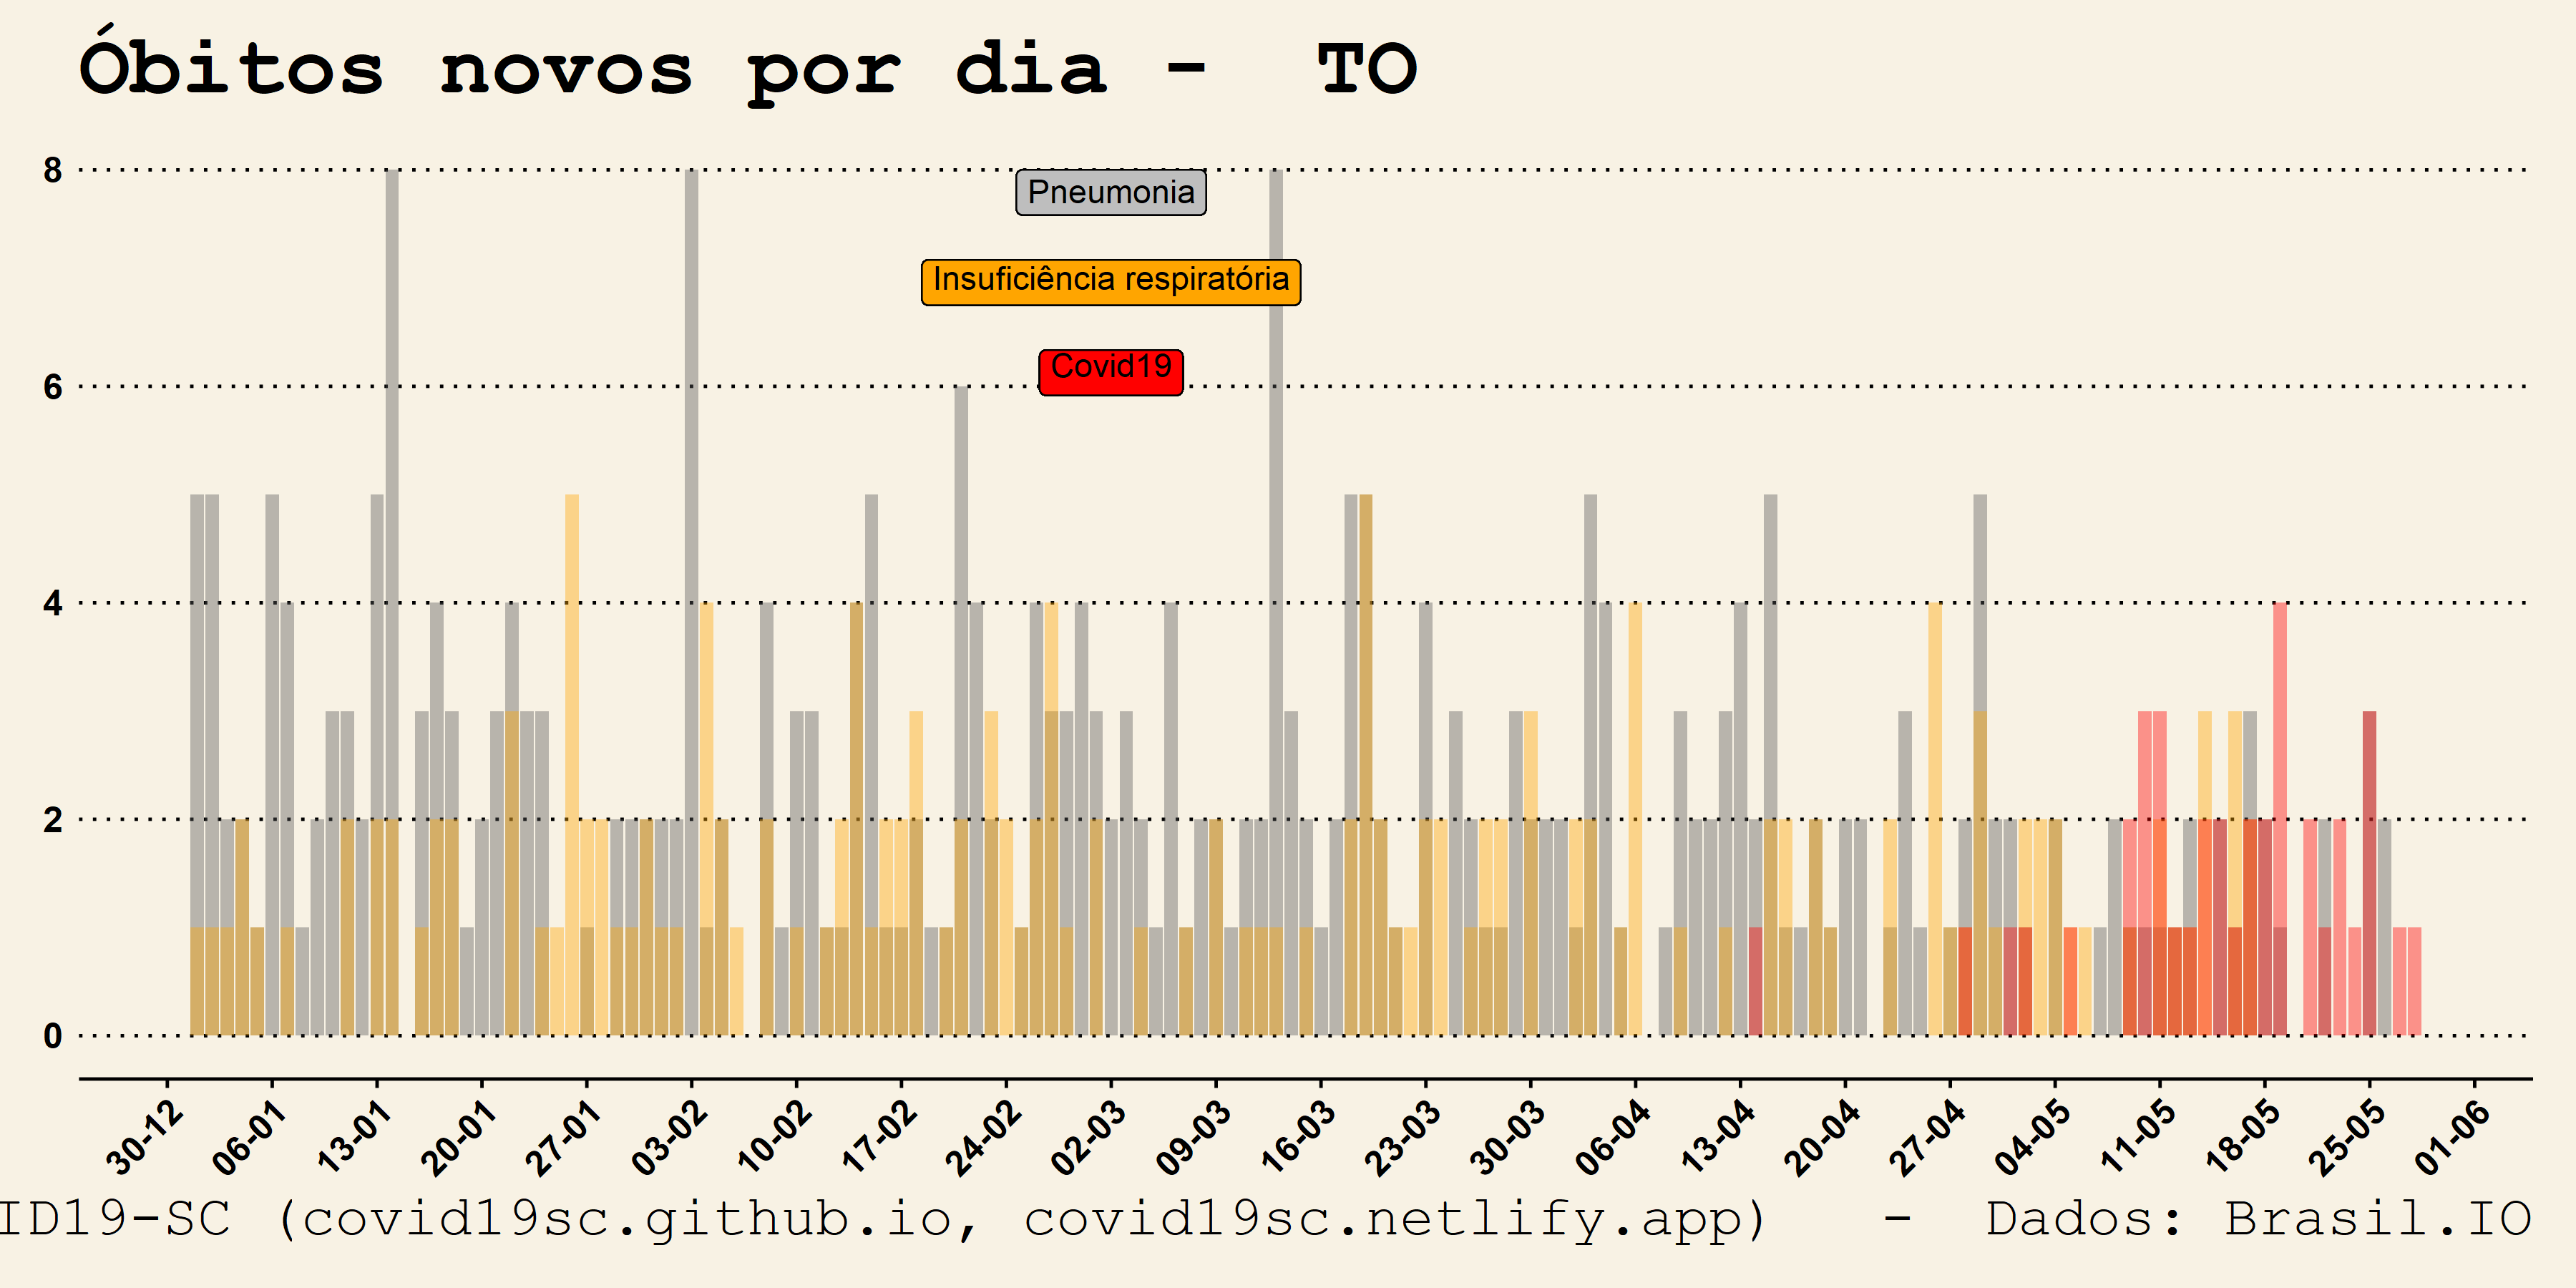 Óbitos novos por dia - TO
8
Pneumonia
Insuficiência respiratória
Covid19
6
4
2
0
30-12 06-01 13-01 20-01 27-01 03-02 10-02 17-02 24-02 02-03 09-03 16-03 23-03 30-03 06-04 13-04 20-04 27-04 04-05 11-05 18-05 25-05 01-06
ID19-SC (covid19sc.github.io, covid19sc.netlify.app) - Dados: Brasil.IO